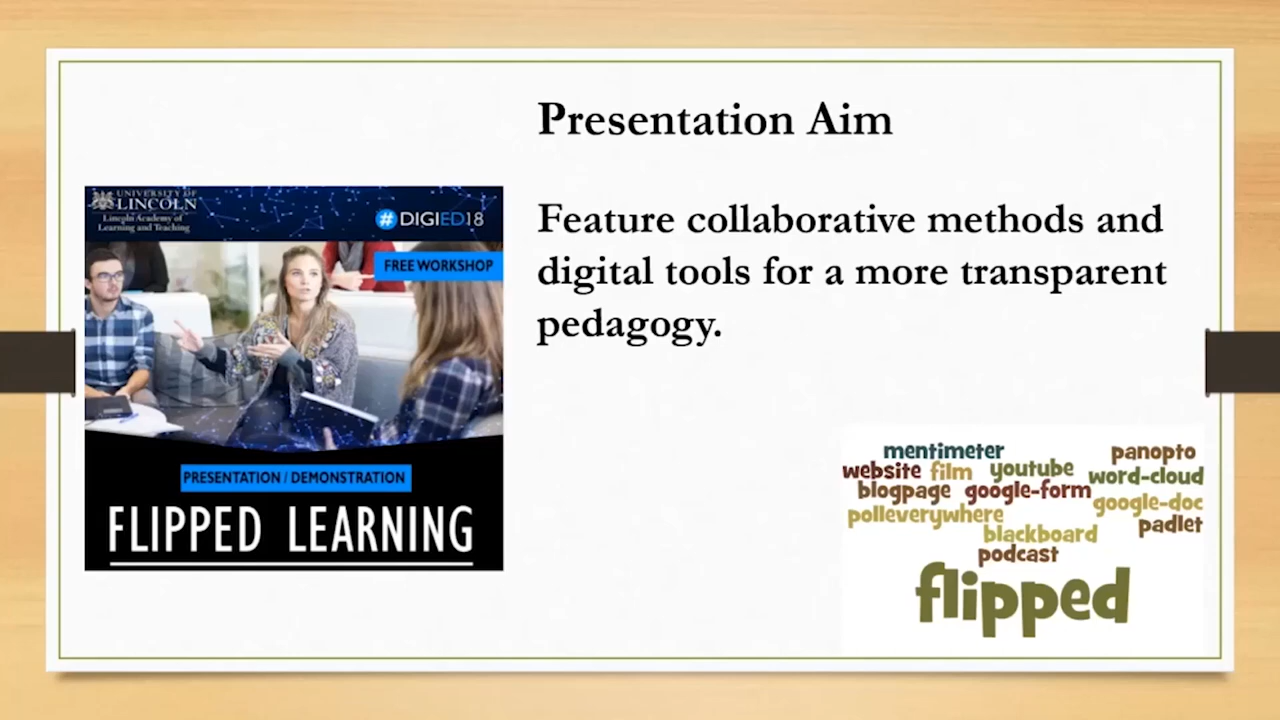 Presentation Aim
Feature collaborative methods and
digital tools for a more transparent
pedagogy.
UNIVERSITY OF
LINCOLN
Lincoln Academy of
Learning and Teaching
#DIGIED18
FREE WORKSHOP
PRESENTATION / DEMONSTRATION
FLIPPED LEARNING
mentimeter panopto
website film youtube word-cloud
blogpage google-form google-doc
polleverywhere padlet
blackboard
podcast
flipped